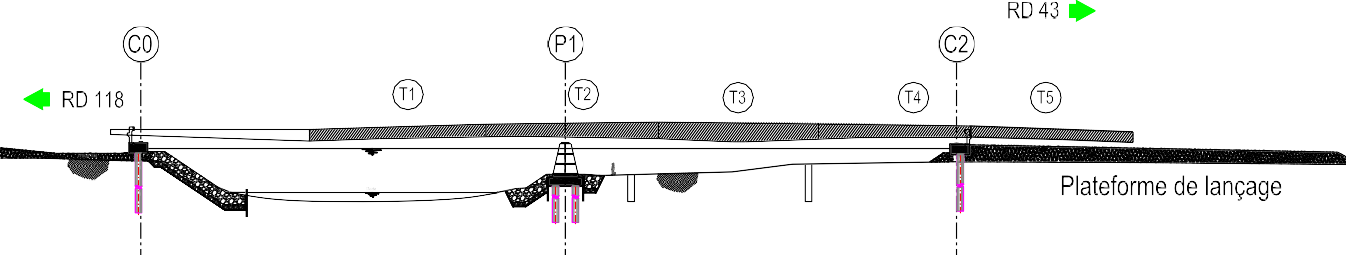 RD 43
C0
P1
C2
RD 118
T1
T2
T3
T4
T5
Plateforme de lançage